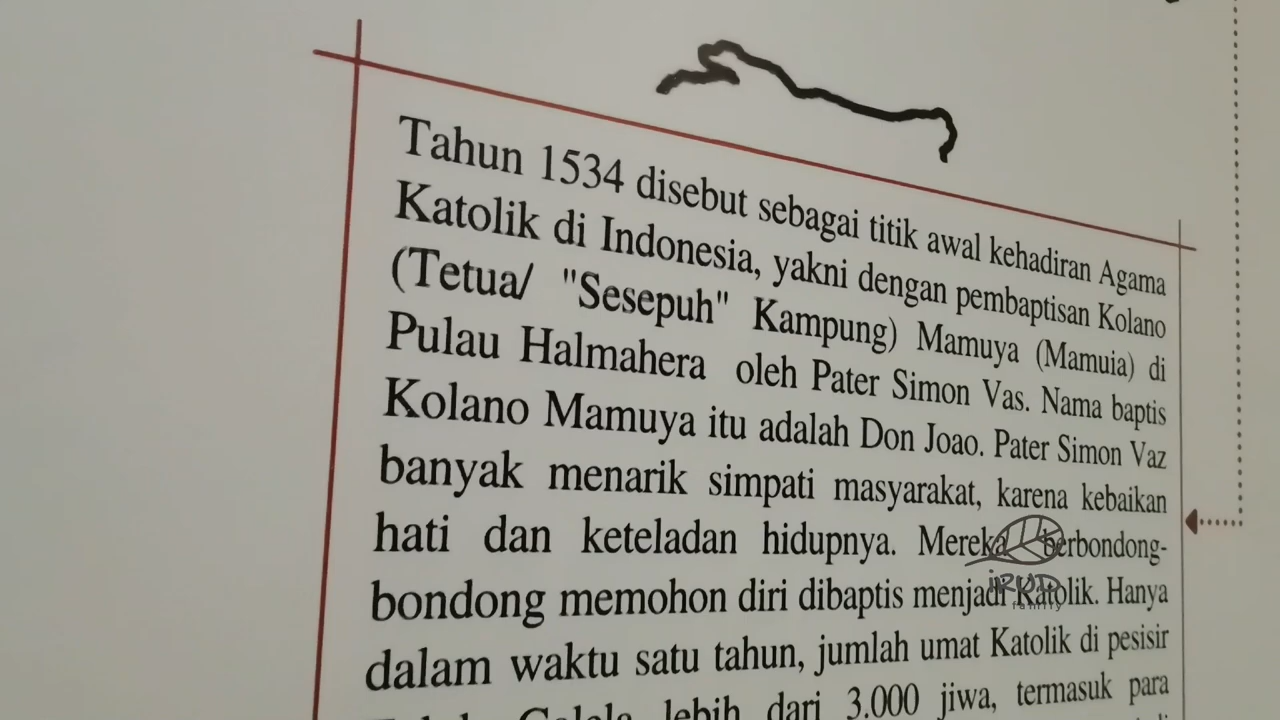 Tahun 1534 disebut sebagai titik awal kehadiran Agama
Katolik di Indonesia, yakni dengan pembaptisan Kolano
(Tetua/ "Sesepuh" Kampung) Mamuya (Mamuia) di
Pulau Halmahera oleh Pater Simon Vas. Nama baptis
Kolano Mamuya itu adalah Don Joao. Pater Simon Vaz
banyak menarik simpati masyarakat, karena kebaikan
hati dan keteladan hidupnya. Mereka berbondong-
bondong memohon diri dibaptis menjadi Katolik. Hanya
dalam waktu satu tahun, jumlah umat Katolik di pesisir
lebih dari 3.000 jiwa, termasuk para
family